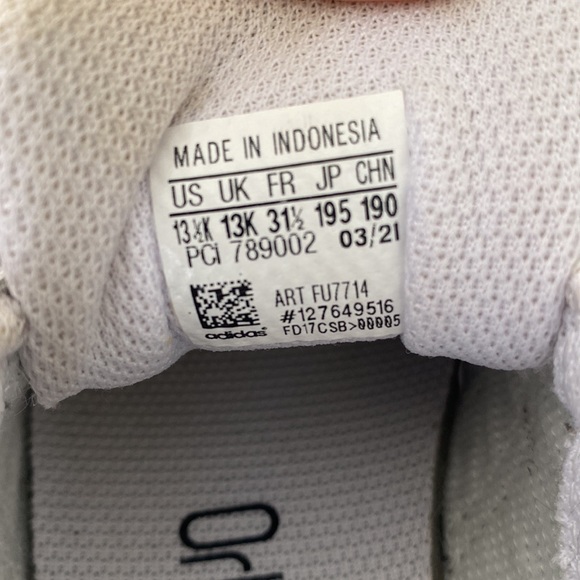 MADE IN INDONESIA
US UK FR JP CHN
13½K 13K 31½ 195 190
PCI 789002 03/21
ART FU7714
#127649516
adidas FD17CSB>00005
Or